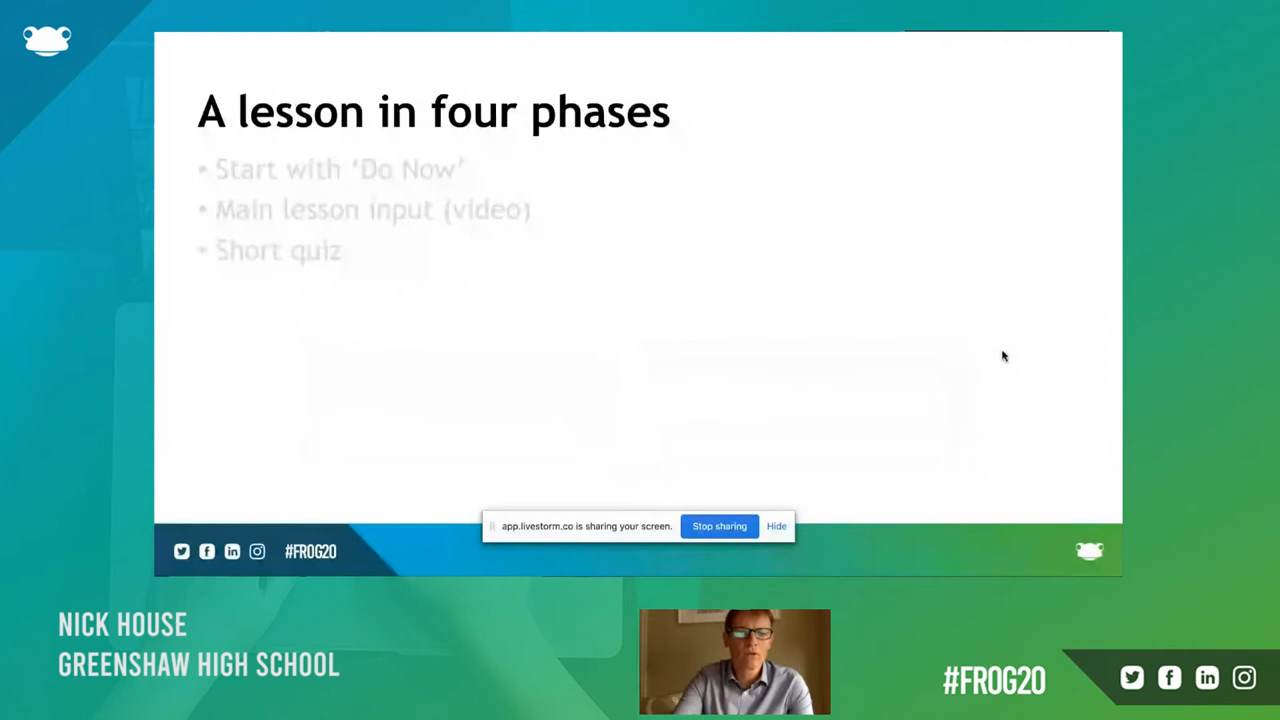 A lesson in four phases
• Start with ‘Do Now’
• Main lesson input (video)
• Short quiz
app.livestorm.co is sharing your screen. Stop sharing Hide
#FROG20
NICK HOUSE
GREENSHAW HIGH SCHOOL
#FROG20